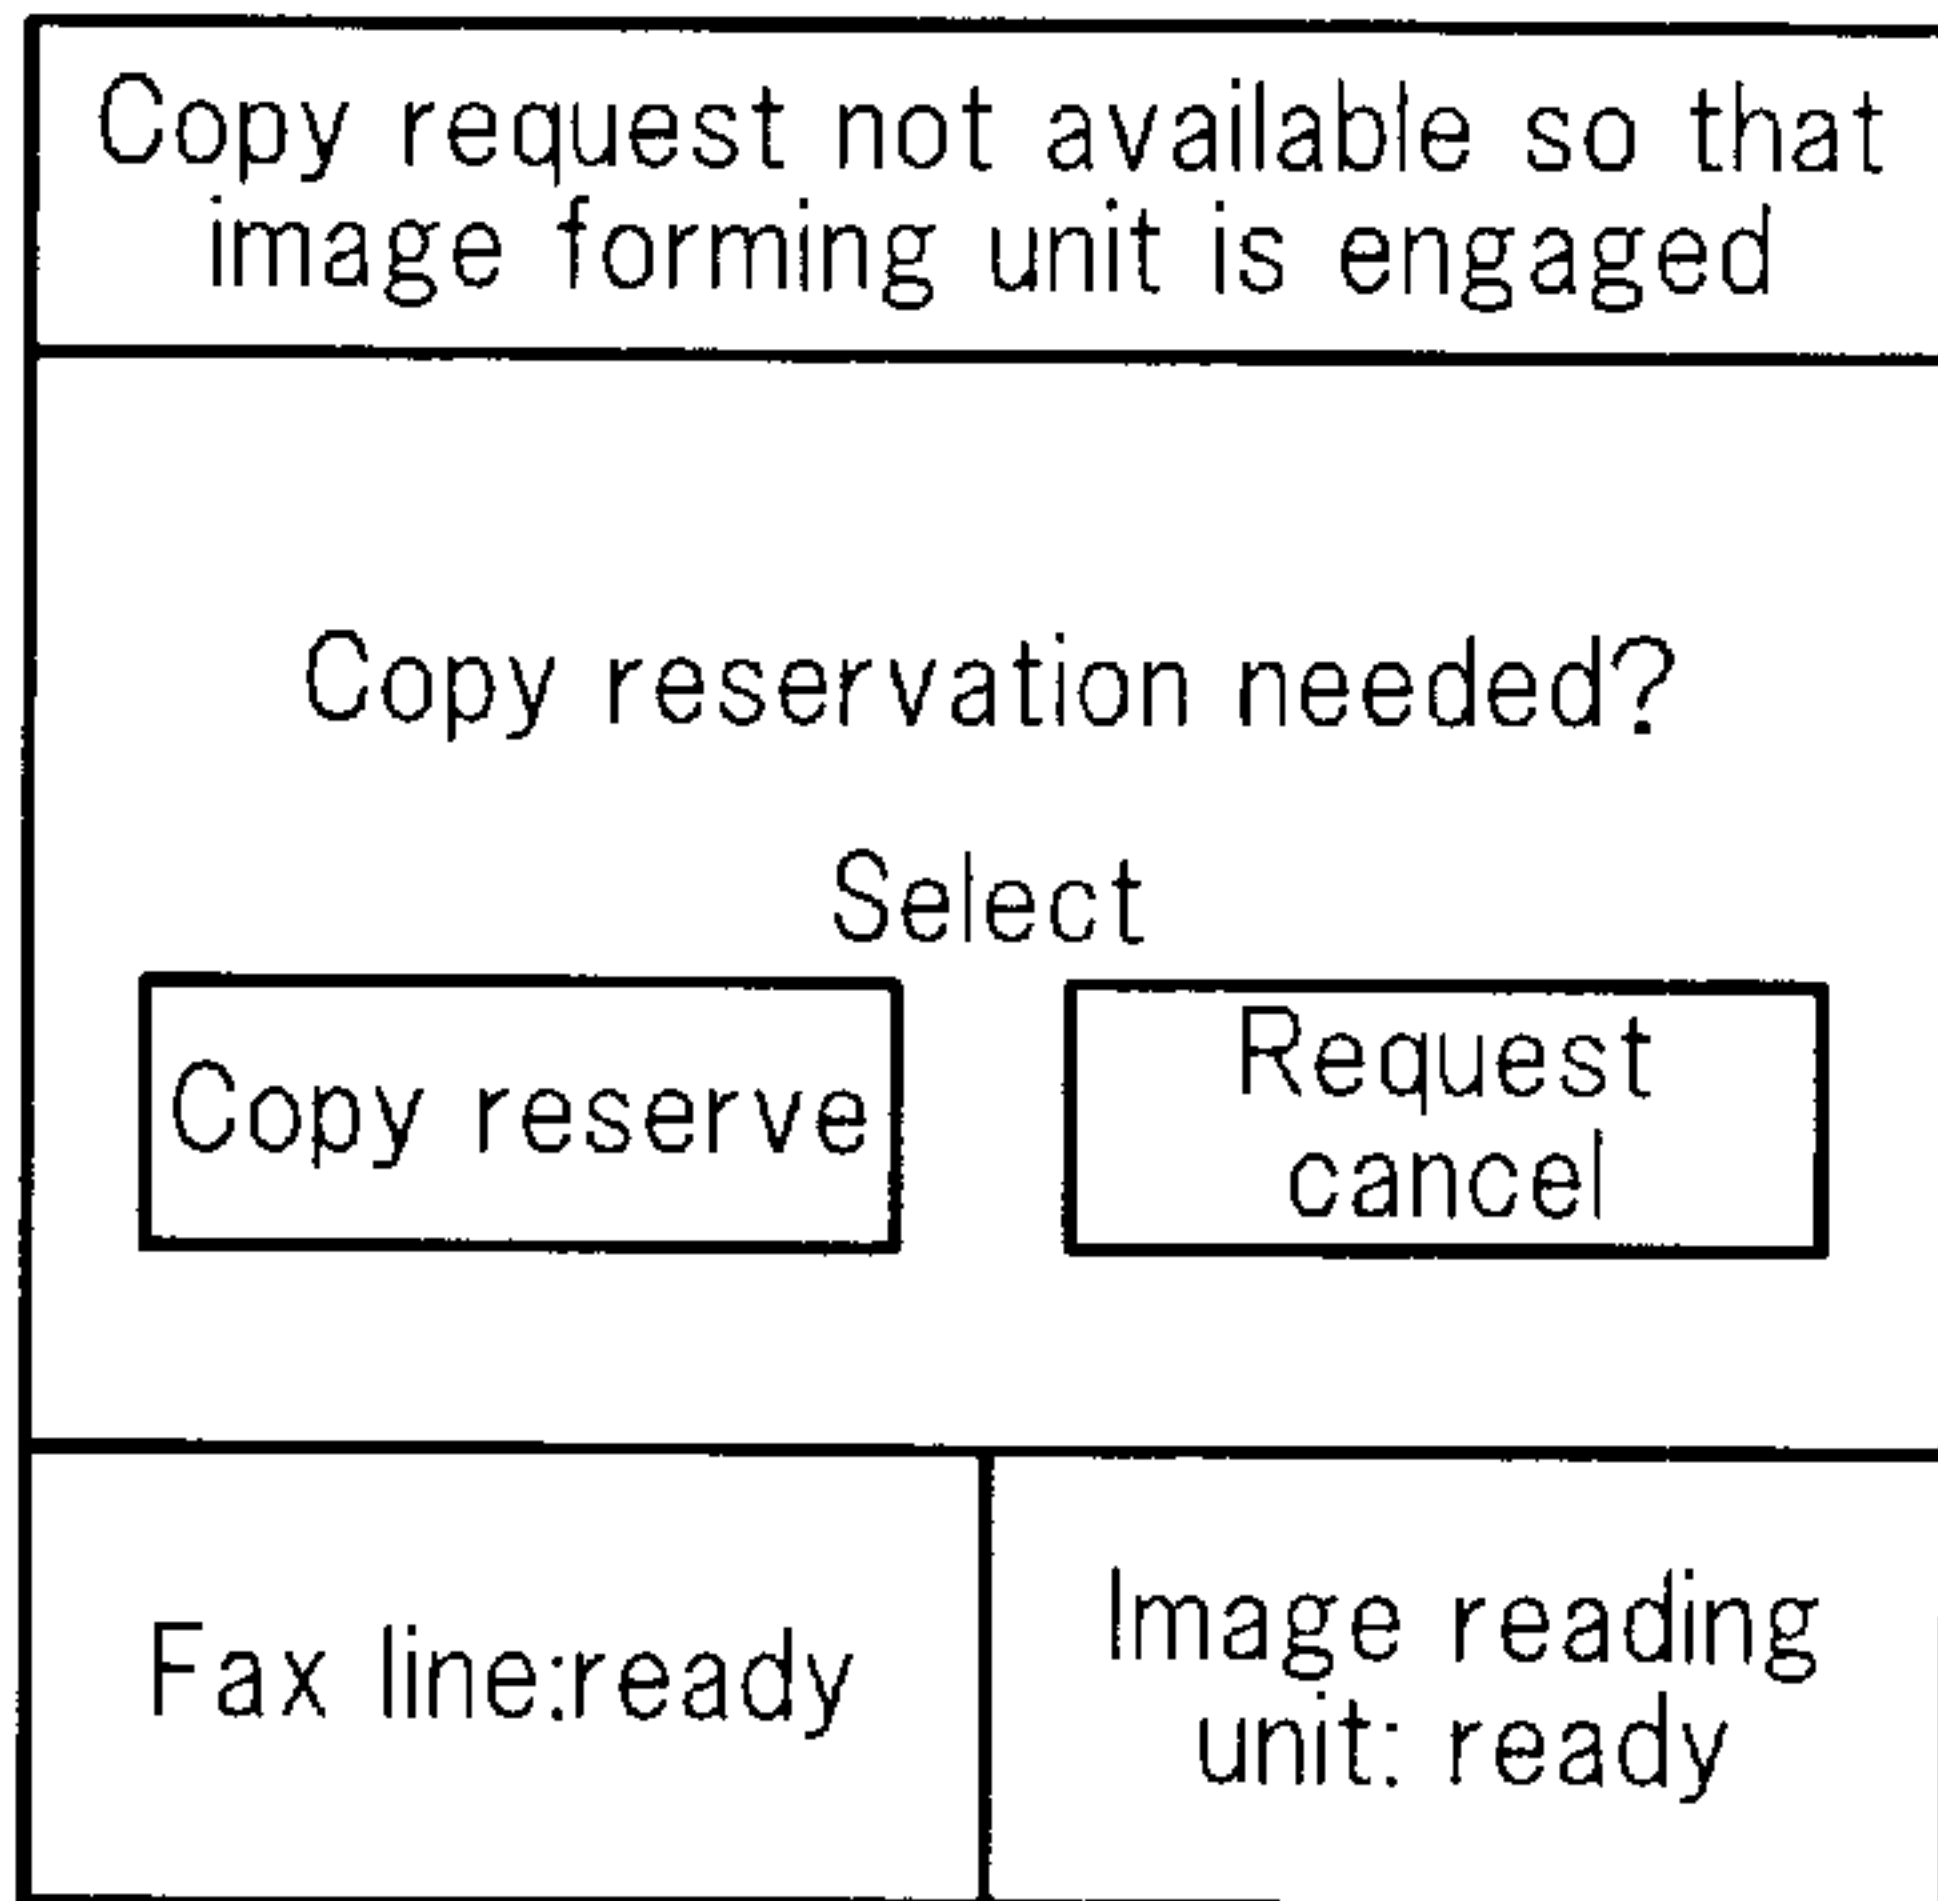 Copy request not available so that
image forming unit is engaged
Copy reservation needed?
Select
Copy reserve
Request
cancel
Fax line:ready
Image reading
unit: ready